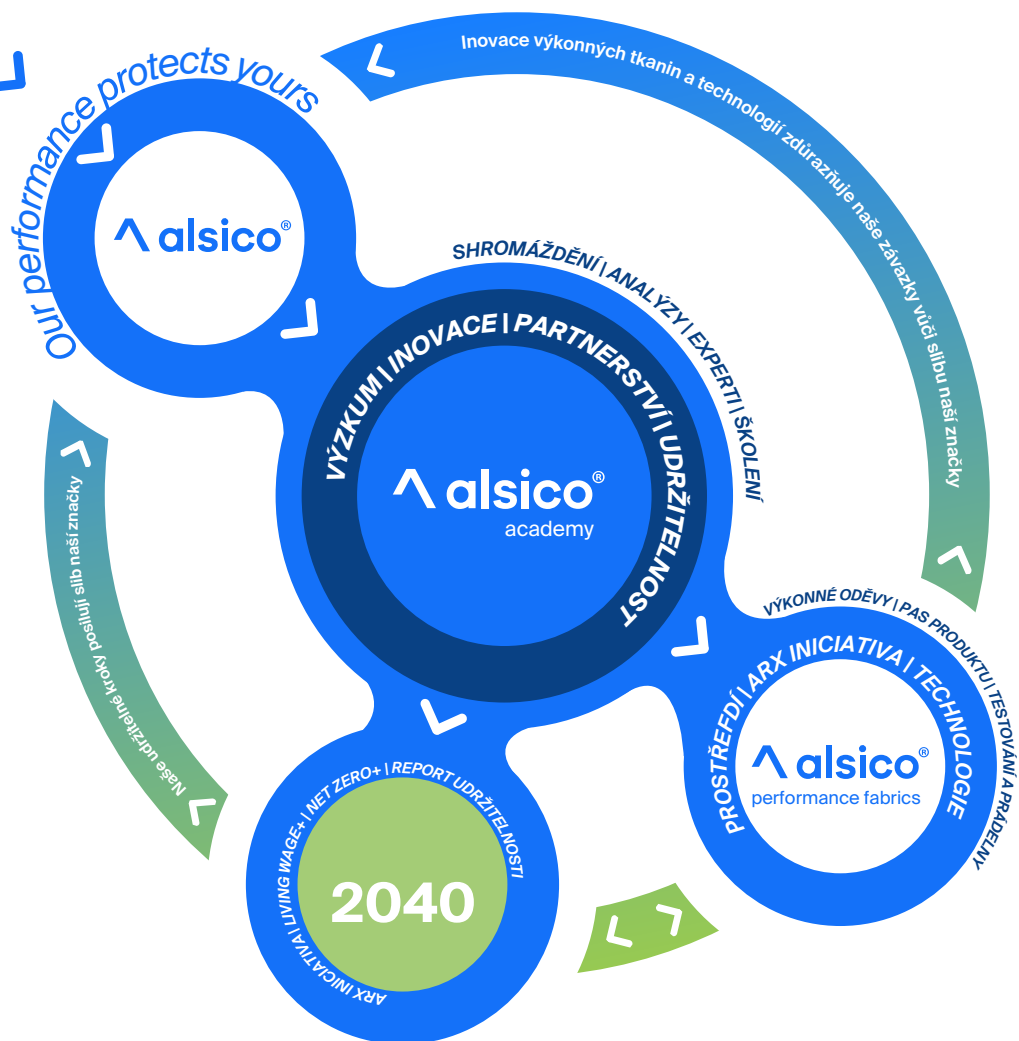 Our performance protects yours
alsico®
Inovace výkonných tkanin a technologií zdůrazňuje naše závazky vůči slibu naší značky
SHROMÁŽDĚNÍ | ANALÝZY | EXPERTI | ŠKOLENÍ
VÝZKUM | INOVACE | PARTNERSTVÍ | UDRŽITELNOST
alsico®
academy
Naše udržitelné kroky posilují slib naší značky
VÝKONNÉ ODĚVY | PAS PRODUKTU | TESTOVÁNÍ A PRÁDELNY
PROSTŘEFDÍ | ARX INICIATIVA | TECHNOLOGIE
alsico®
performance fabrics
ARX INICIATIVA | LIVING WAGE+ | NET ZERO+ | REPORT UDRŽITELNOSTI
2040